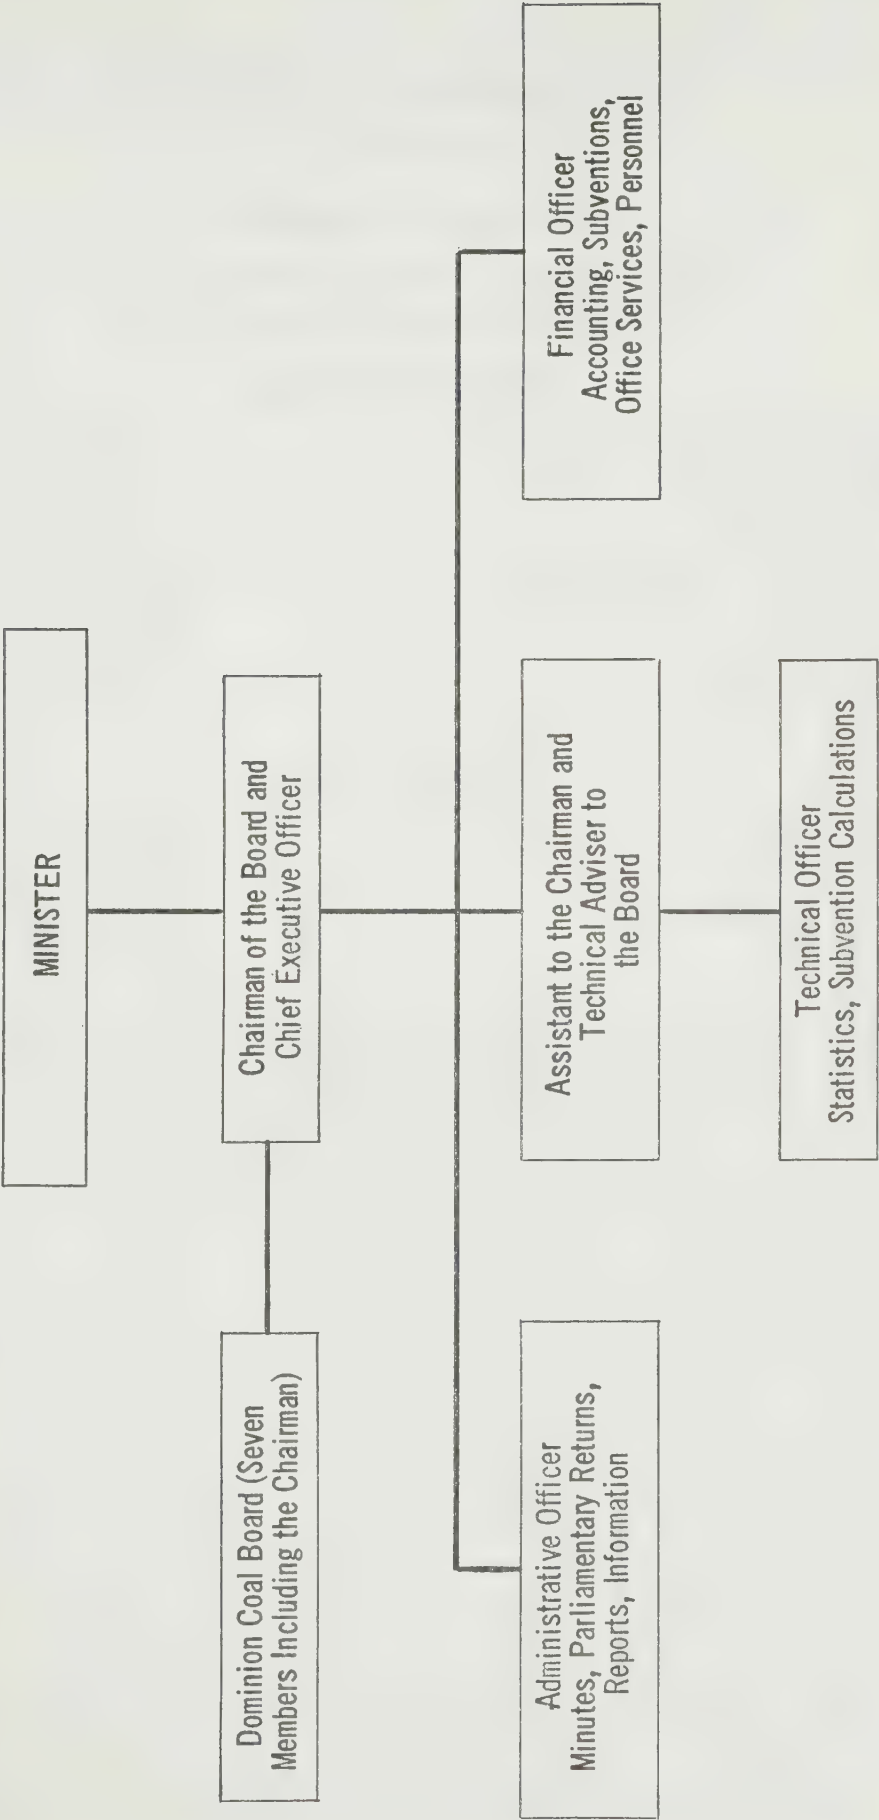 MINISTER
Dominion Coal Board (Seven
Members Including the Chairman)
Chairman of the Board and
Chief Executive Officer
Administrative Officer
Minutes, Parliamentary Returns,
Reports, Information
Assistant to the Chairman and
Technical Adviser to
the Board
Financial Officer
Accounting, Subventions,
Office Services, Personnel
Technical Officer
Statistics, Subvention Calculations